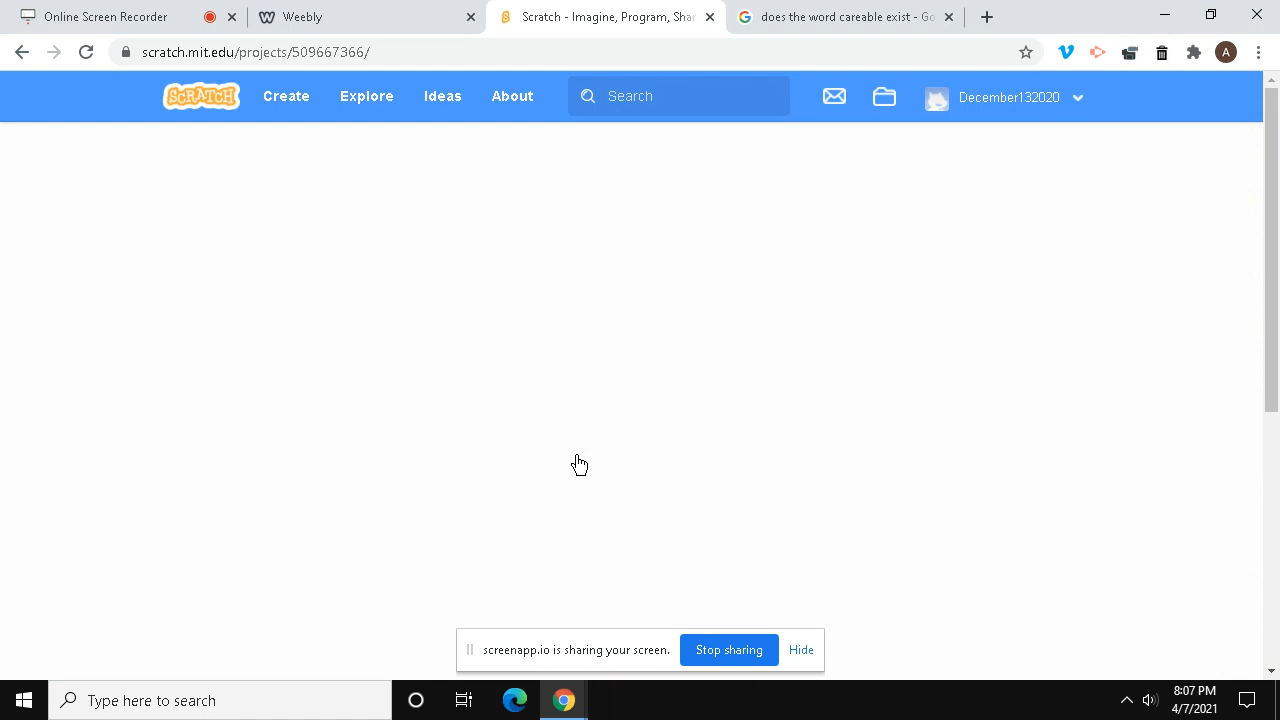 Online Screen Recorder
Weebly
Scratch - Imagine, Program, Shar
does the word careable exist - Go
scratch.mit.edu/projects/509667366/
A
SCRATCH
Create
Explore
Ideas
About
Search
December132020
screenapp.io is sharing your screen.
Stop sharing
Hide
Type here to search
8:07 PM
4/7/2021